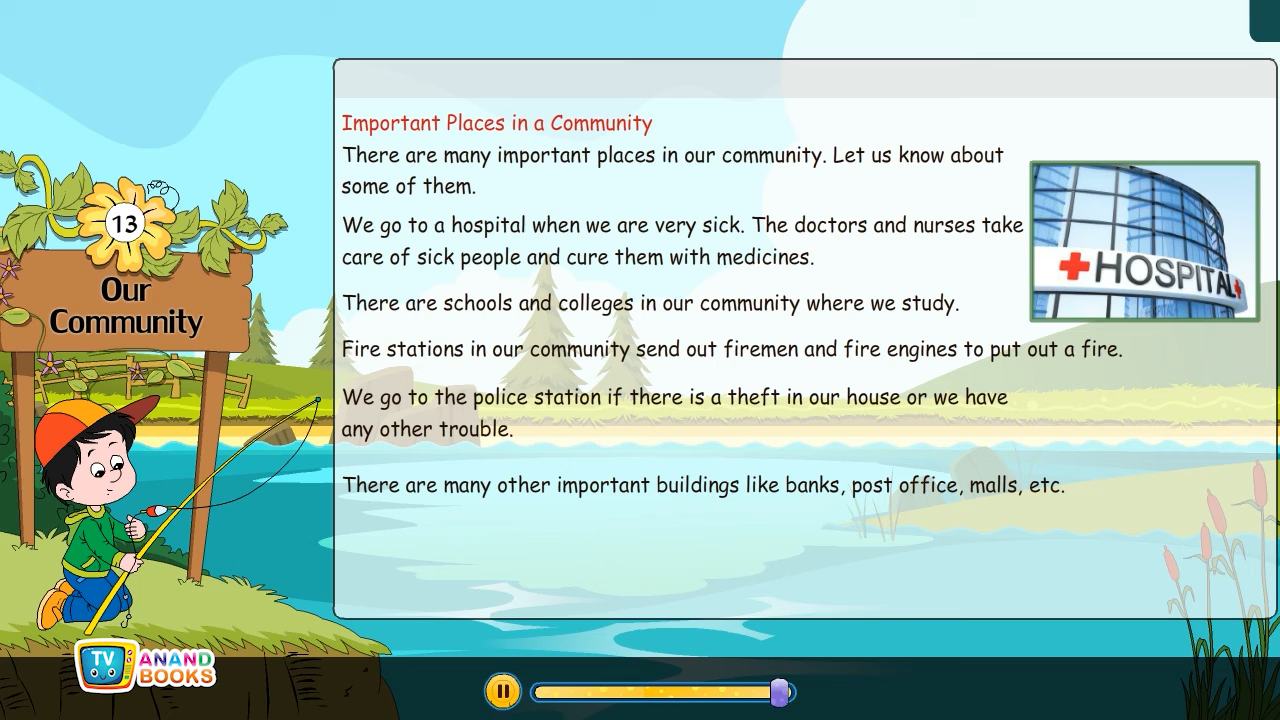 Important Places in a Community
There are many important places in our community. Let us know about
some of them.
We go to a hospital when we are very sick. The doctors and nurses take
care of sick people and cure them with medicines.
There are schools and colleges in our community where we study.
Fire stations in our community send out firemen and fire engines to put out a fire.
We go to the police station if there is a theft in our house or we have
any other trouble.
There are many other important buildings like banks, post office, malls, etc.
HOSPITAL
13
Our
Community
TV
ANAND
BOOKS